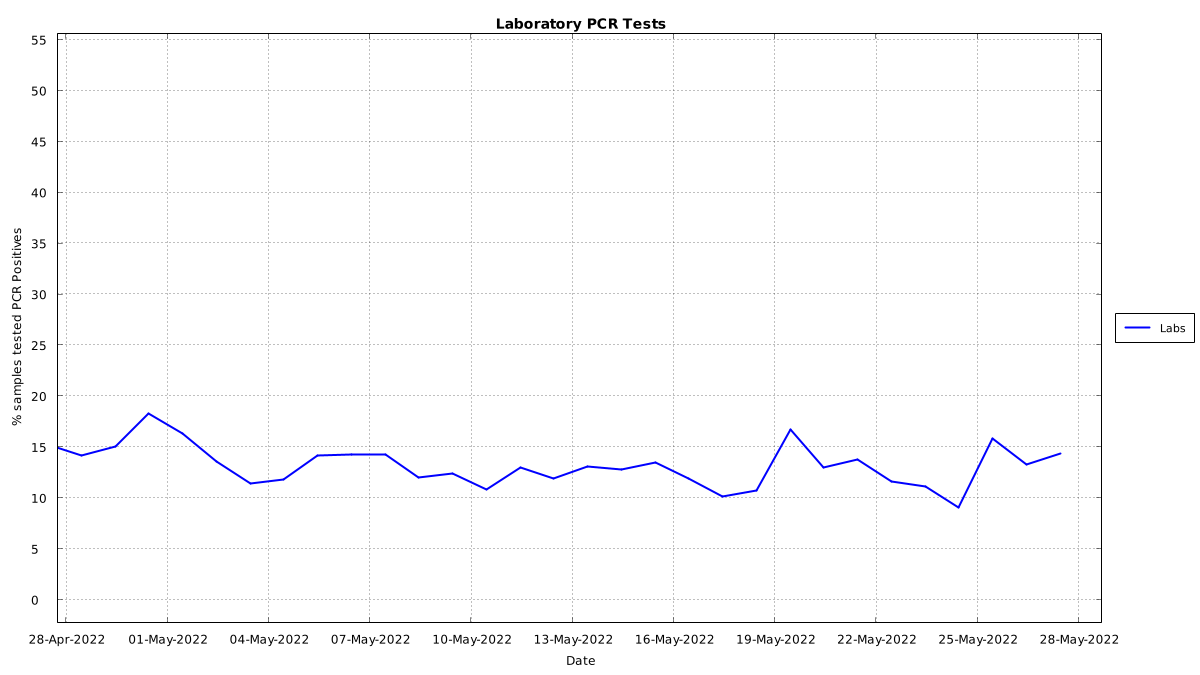 Laboratory PCR Tests
55
50
45
40
35
30
25
20
15
10
5
0
% samples tested PCR Positives
Labs
28-Apr-2022 01-May-2022 04-May-2022 07-May-2022 10-May-2022 13-May-2022 16-May-2022 19-May-2022 22-May-2022 25-May-2022 28-May-2022
Date